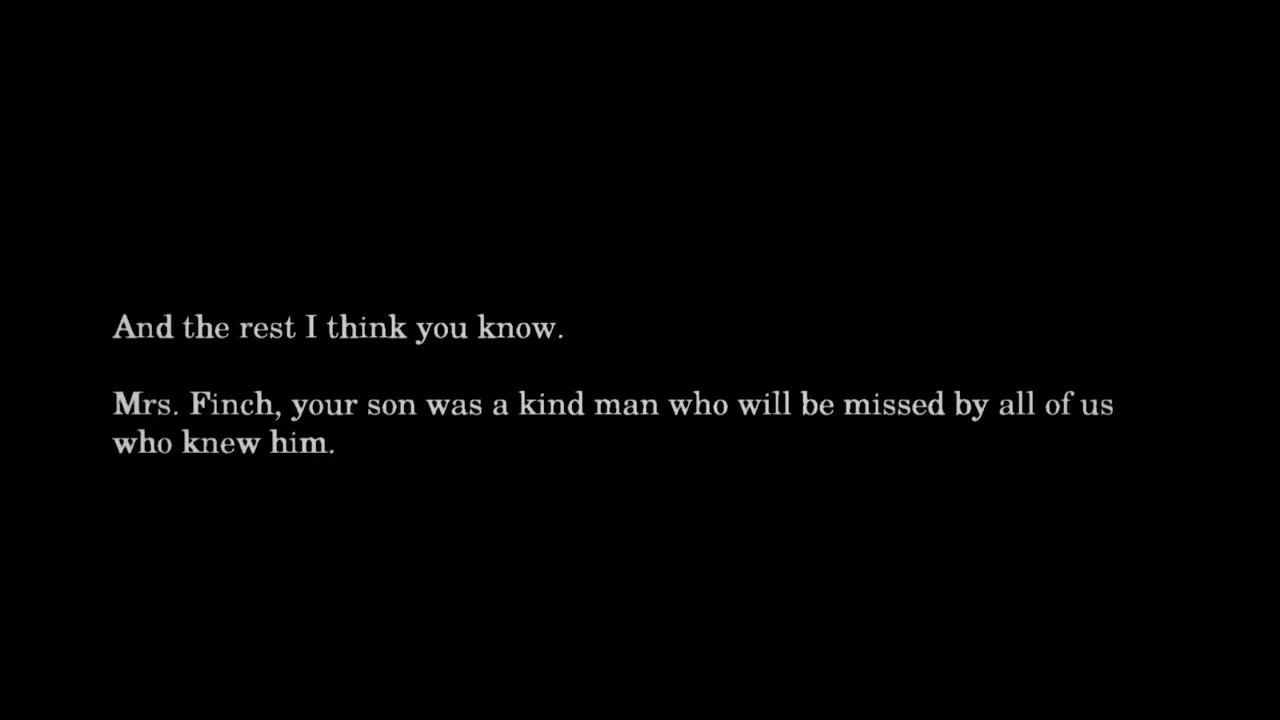 And the rest I think you know.
Mrs. Finch, your son was a kind man who will be missed by all of us
who knew him.